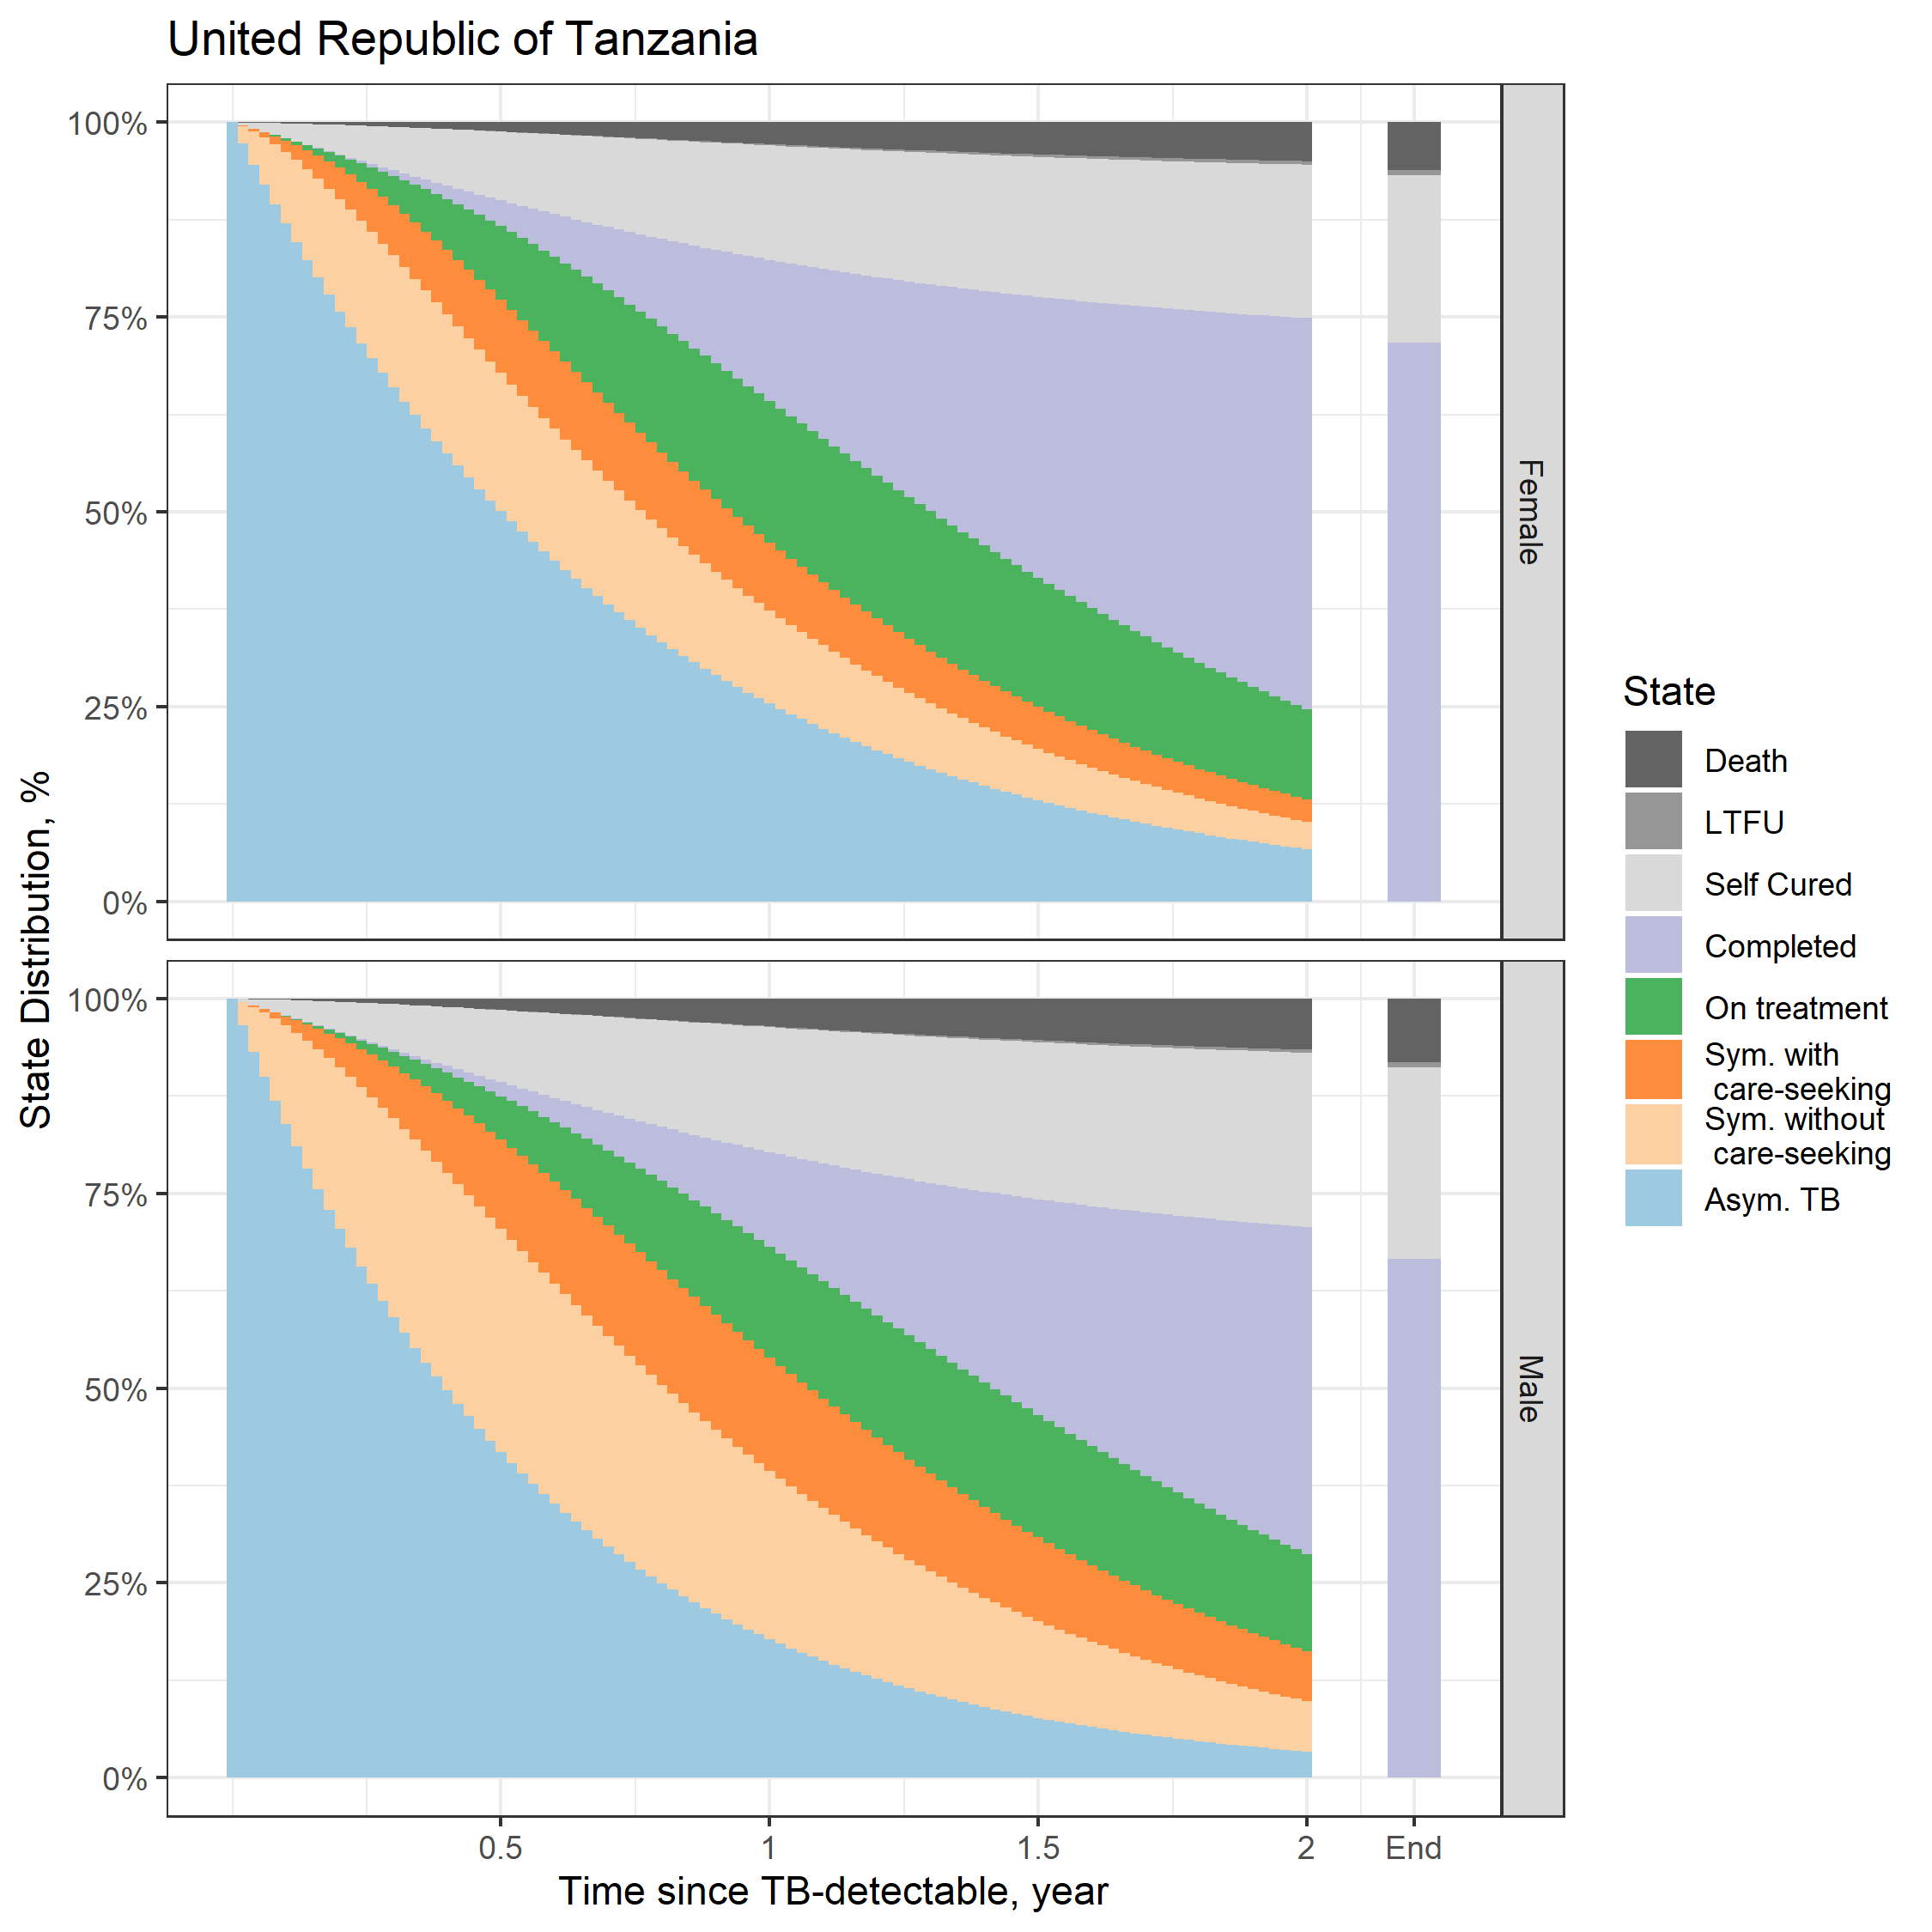 United Republic of Tanzania
State Distribution, %
100%
75%
50%
25%
0%
Female
100%
75%
50%
25%
0%
Male
0.5
1
1.5
2
End
Time since TB-detectable, year
State
Death
LTFU
Self Cured
Completed
On treatment
Sym. with
care-seeking
Sym. without
care-seeking
Asym. TB